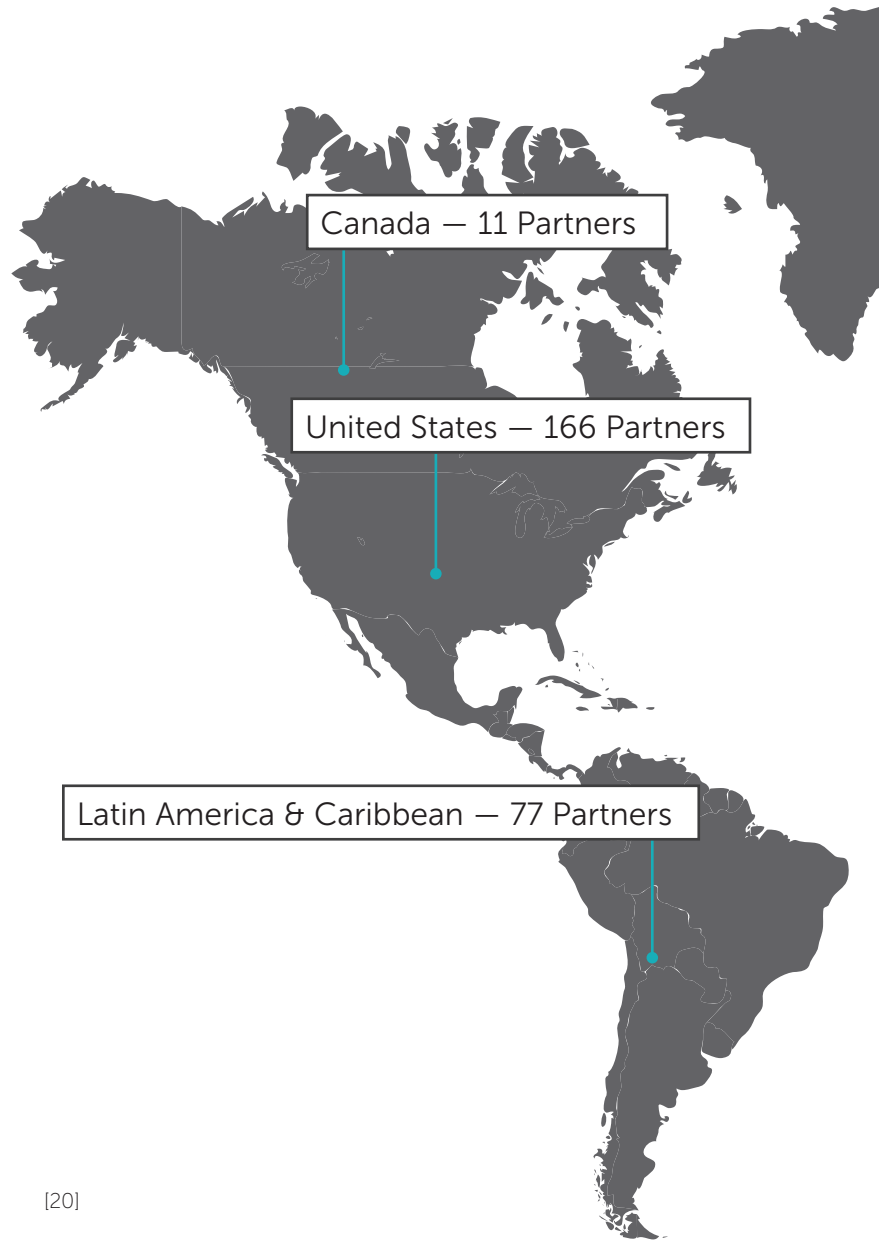 Canada — 11 Partners
United States — 166 Partners
Latin America & Caribbean — 77 Partners
[20]